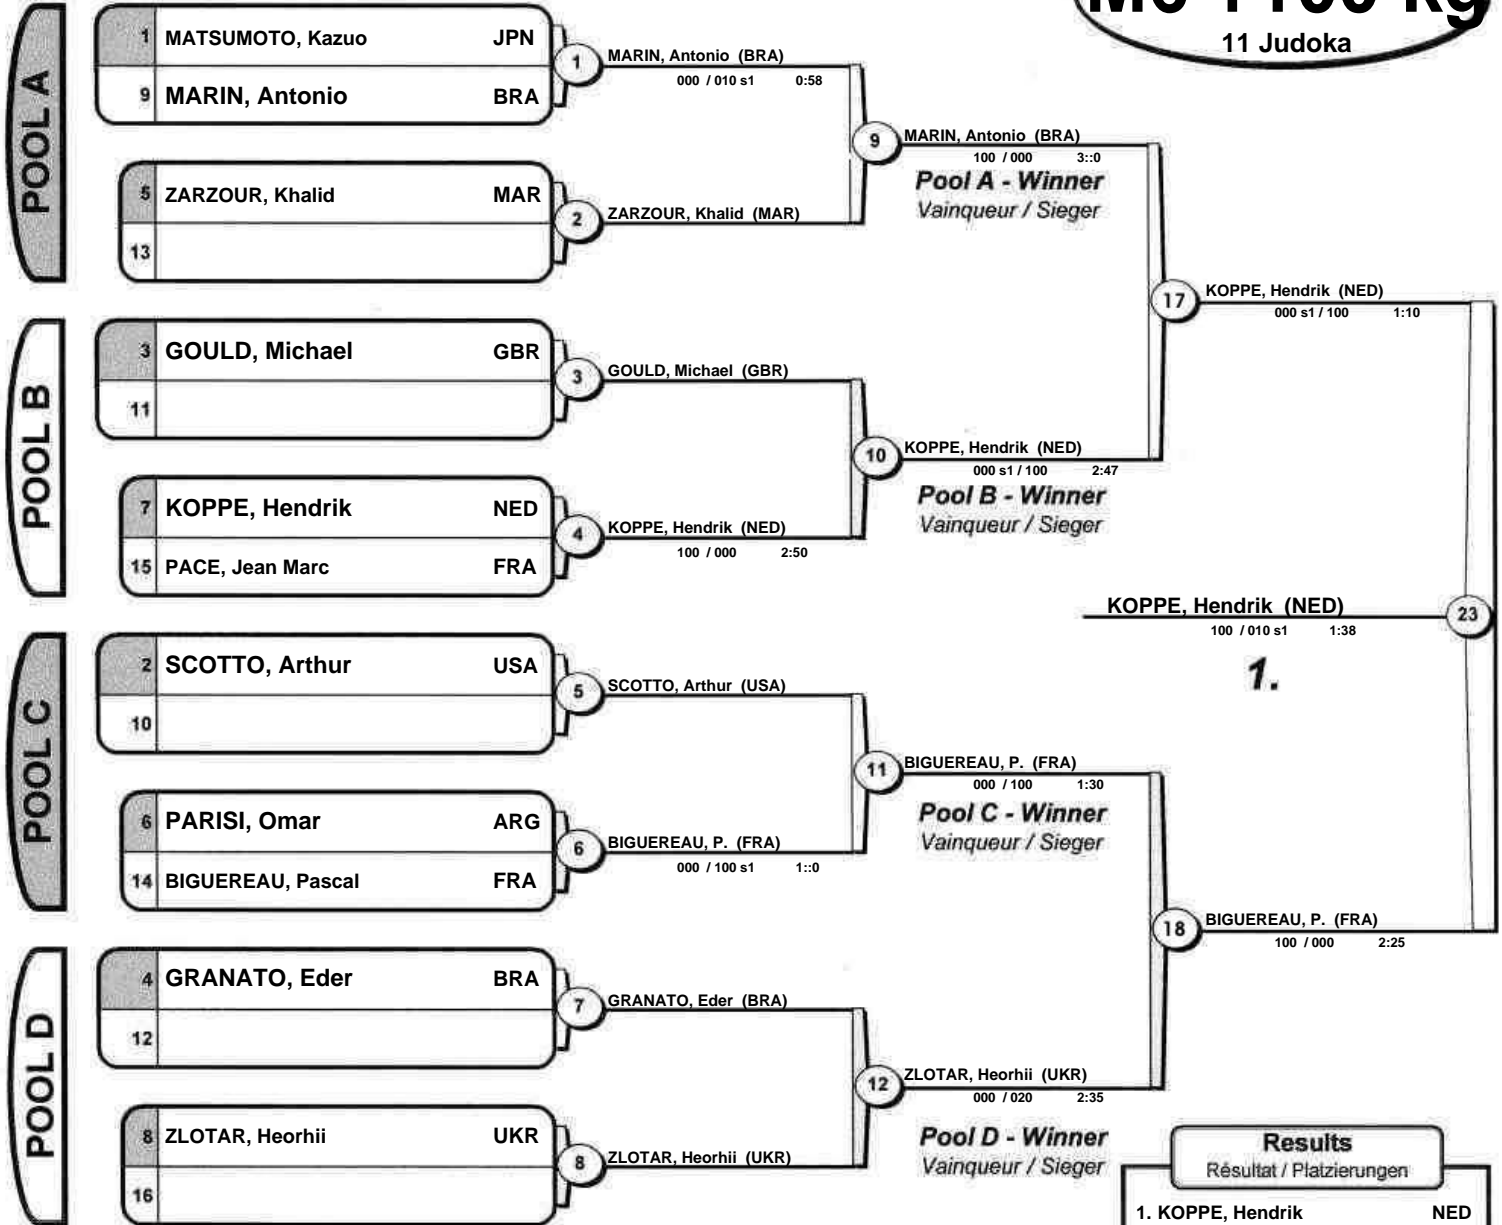 11 Judoka
POOL A
1 MATSUMOTO, Kazuo JPN
9 MARIN, Antonio BRA
1
MARIN, Antonio (BRA)
000 / 010 s1 0:58
5 ZARZOUR, Khalid MAR
13
2
ZARZOUR, Khalid (MAR)
9
MARIN, Antonio (BRA)
100 / 000 3::0
Pool A - Winner
Vainqueur / Sieger
POOL B
3 GOULD, Michael GBR
11
3
GOULD, Michael (GBR)
7 KOPPE, Hendrik NED
15 PACE, Jean Marc FRA
4
KOPPE, Hendrik (NED)
100 / 000 2:50
10
KOPPE, Hendrik (NED)
000 s1 / 100 2:47
Pool B - Winner
Vainqueur / Sieger
17
KOPPE, Hendrik (NED)
000 s1 / 100 1:10
KOPPE, Hendrik (NED)
100 / 010 s1 1:38
23
1.
POOL C
2 SCOTTO, Arthur USA
10
5
SCOTTO, Arthur (USA)
6 PARISI, Omar ARG
14 BIGUEREAU, Pascal FRA
6
BIGUEREAU, P. (FRA)
000 / 100 s1 1::0
11
BIGUEREAU, P. (FRA)
000 / 100 1:30
Pool C - Winner
Vainqueur / Sieger
POOL D
4 GRANATO, Eder BRA
12
7
GRANATO, Eder (BRA)
8 ZLOTAR, Heorhii UKR
16
8
ZLOTAR, Heorhii (UKR)
12
ZLOTAR, Heorhii (UKR)
000 / 020 2:35
Pool D - Winner
Vainqueur / Sieger
18
BIGUEREAU, P. (FRA)
100 / 000 2:25
Results
Résultat / Platzierungen
1. KOPPE, Hendrik NED